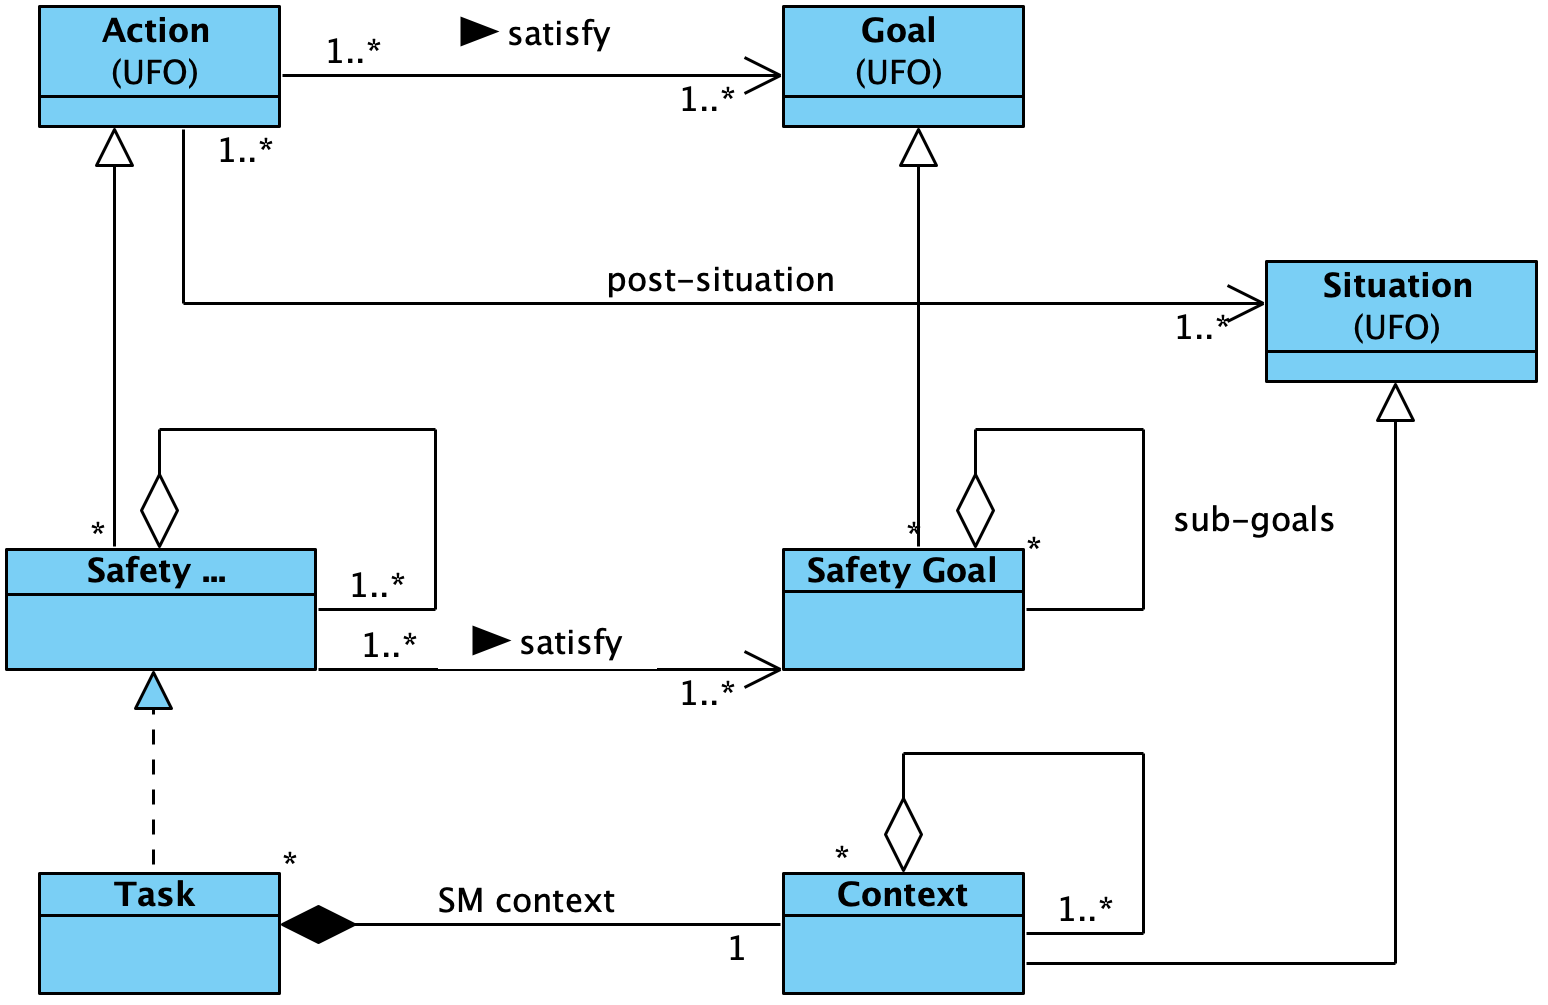 Action
(UFO)
1..*
satisfy
1..*
Goal
(UFO)
1..*
post-situation
1..*
Situation
(UFO)
*
1..*
Safety ...
*
*
sub-goals
Safety Goal
1..*
satisfy
1..*
*
Task
SM context
1
*
Context
1..*